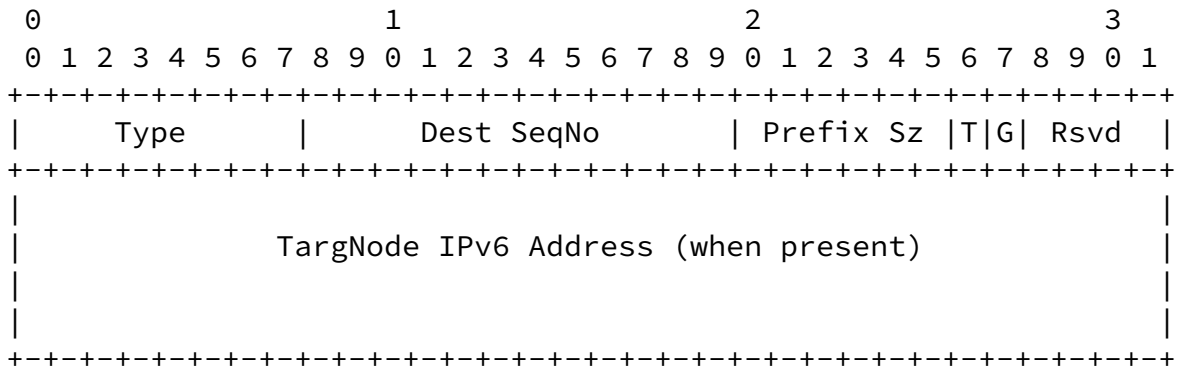 0                   1                   2                   3
 0 1 2 3 4 5 6 7 8 9 0 1 2 3 4 5 6 7 8 9 0 1 2 3 4 5 6 7 8 9 0 1
+-+-+-+-+-+-+-+-+-+-+-+-+-+-+-+-+-+-+-+-+-+-+-+-+-+-+-+-+-+-+-+-+
|     Type      |      Dest SeqNo       | Prefix Sz |T|G| Rsvd  |
+-+-+-+-+-+-+-+-+-+-+-+-+-+-+-+-+-+-+-+-+-+-+-+-+-+-+-+-+-+-+-+-+
|                                                               |
|              TargNode IPv6 Address (when present)             |
|                                                               |
|                                                               |
+-+-+-+-+-+-+-+-+-+-+-+-+-+-+-+-+-+-+-+-+-+-+-+-+-+-+-+-+-+-+-+-+